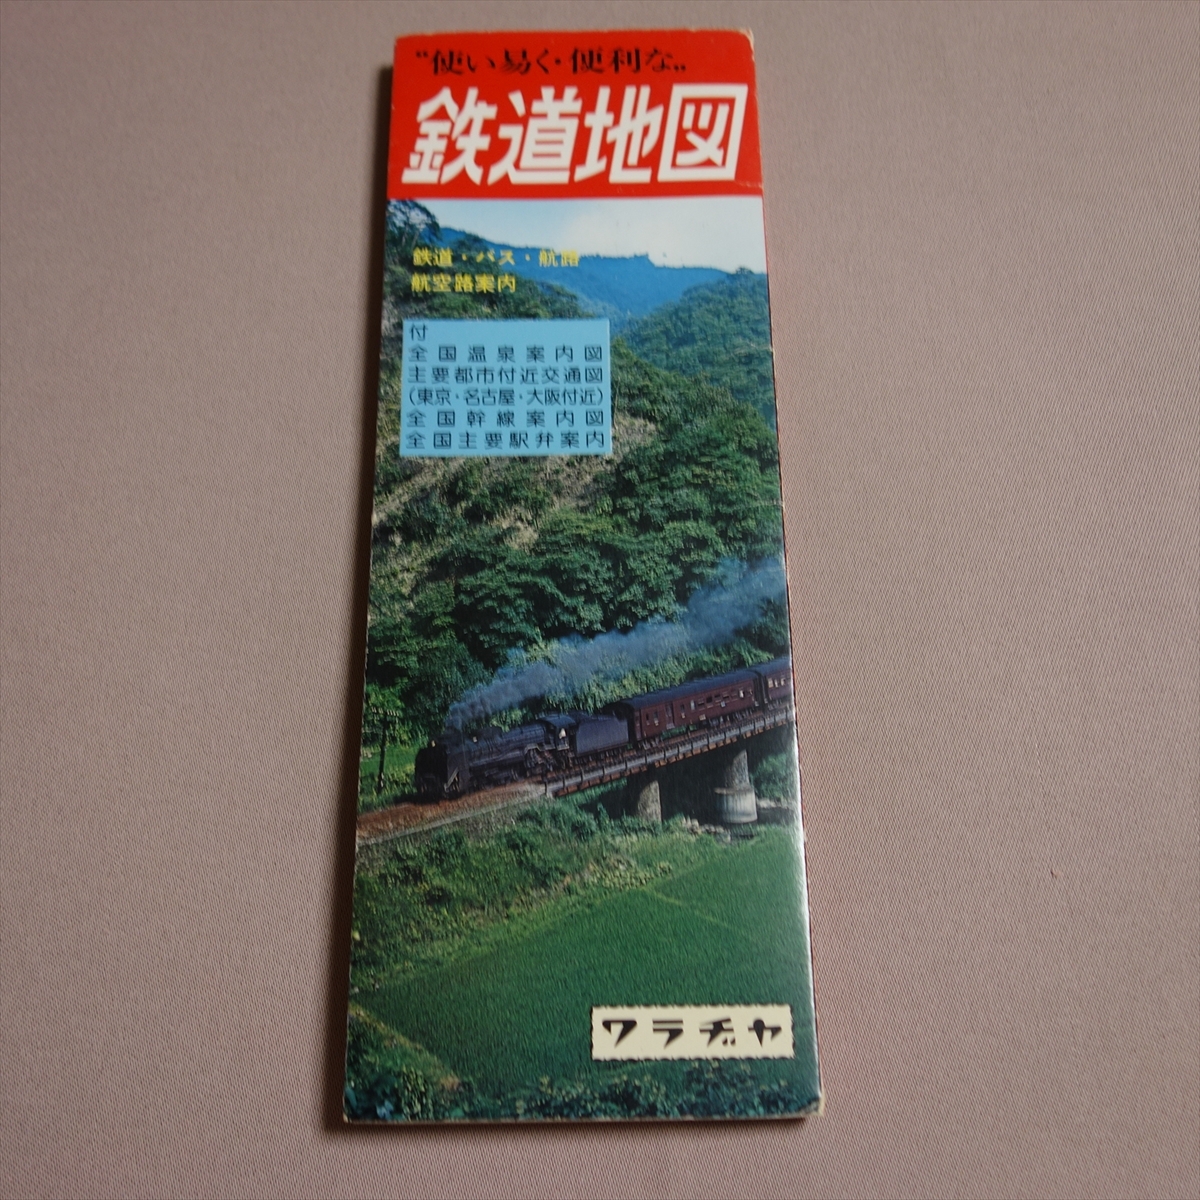 〝使い易く・便利な〟
鉄道地図
鉄道・バス・航路
航空路案内
付
全国温泉案内図
主要都市付近交通図
(東京・名古屋・大阪付近)
全国幹線案内図
全国主要駅弁案内
ワラヂヤ